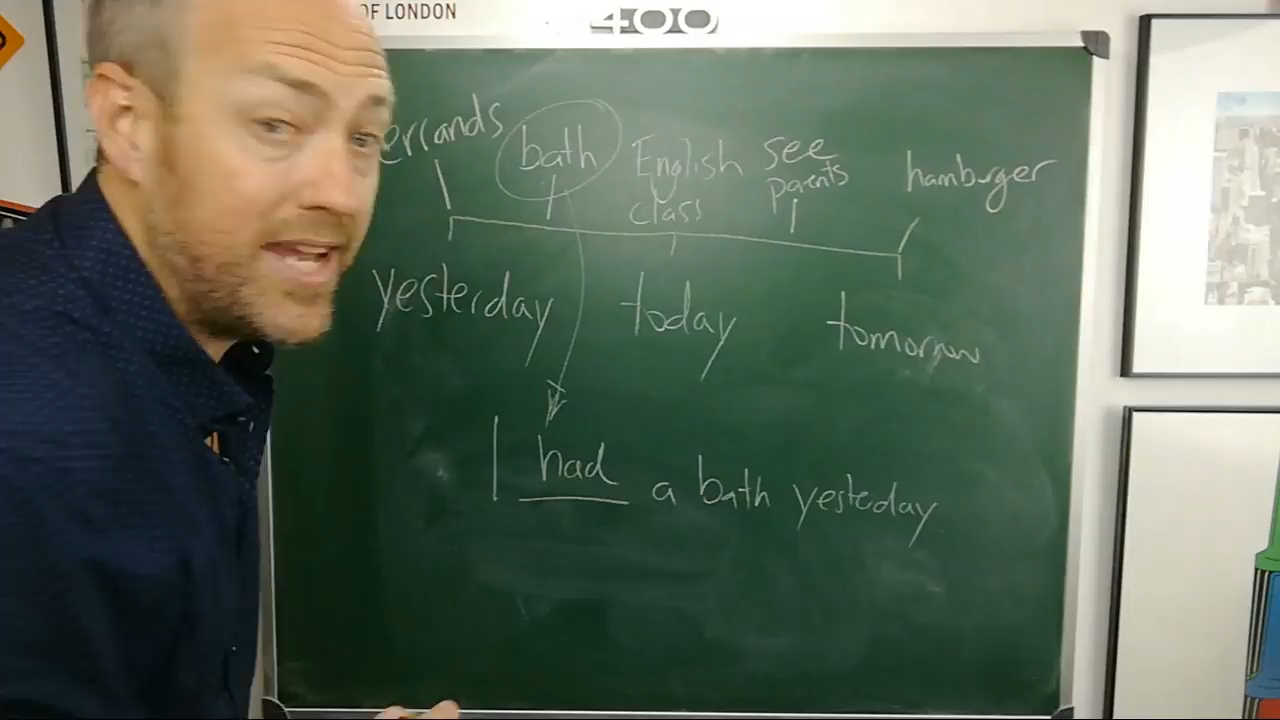 OF LONDON
400
errands bath English class see parents hamburger
yesterday today tomorrow
I had a bath yesterday